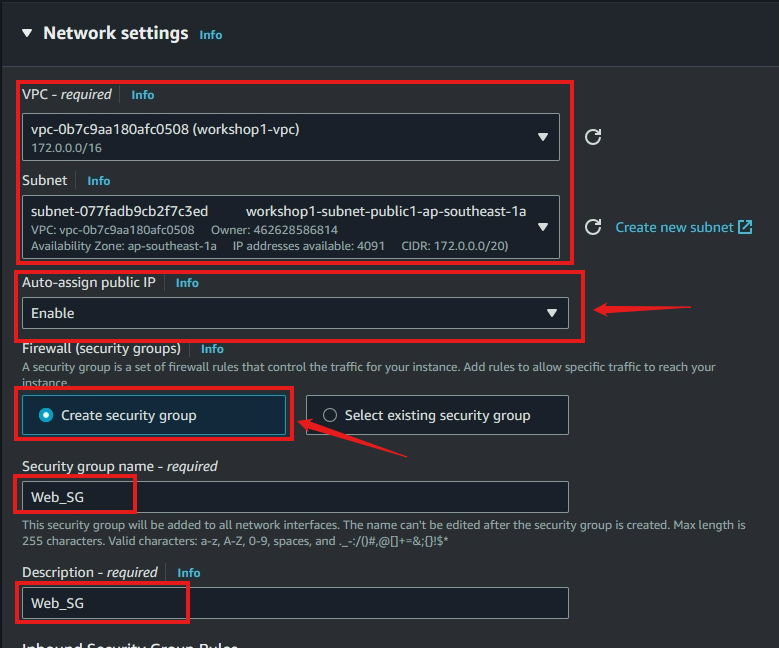 Network settings Info
VPC - required Info
vpc-0b7c9aa180afc0508 (workshop1-vpc)
172.0.0.0/16
Subnet Info
subnet-077fadb9cb2f7c3ed workshop1-subnet-public1-ap-southeast-1a
VPC: vpc-0b7c9aa180afc0508 Owner: 462628586814
Availability Zone: ap-southeast-1a IP addresses available: 4091 CIDR: 172.0.0.0/20)
Create new subnet
Auto-assign public IP Info
Enable
Firewall (security groups) Info
A security group is a set of firewall rules that control the traffic for your instance. Add rules to allow specific traffic to reach your
instance.
Create security group
Select existing security group
Security group name - required
Web_SG
This security group will be added to all network interfaces. The name can't be edited after the security group is created. Max length is
255 characters. Valid characters: a-z, A-Z, 0-9, spaces, and ._-:/()#,@[]+=&;{}!$*
Description - required Info
Web_SG
Inbound Security Group Rules